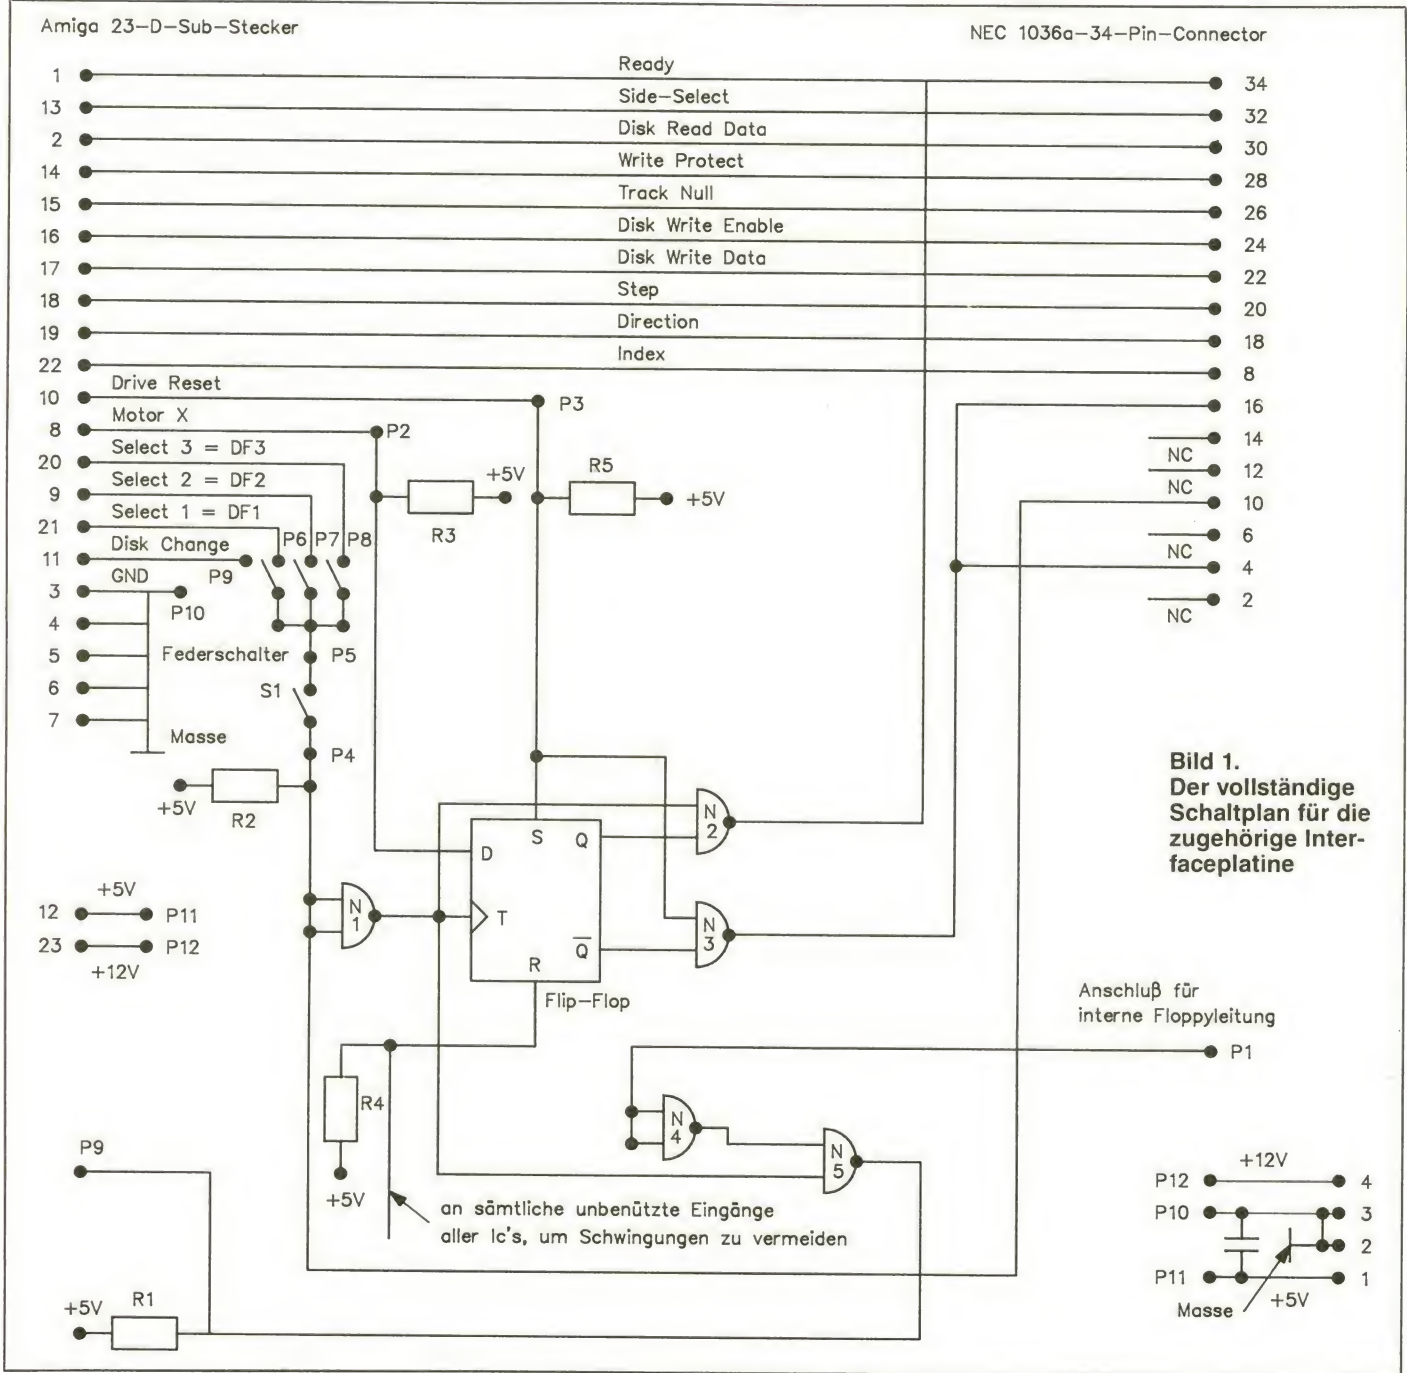 Amiga 23-D-Sub-Stecker
NEC 1036a-34-Pin-Connector
1 Ready 34
13 Side-Select 32
2 Disk Read Data 30
14 Write Protect 28
15 Track Null 26
16 Disk Write Enable 24
17 Disk Write Data 22
18 Step 20
19 Direction 18
22 Index 8
10 Drive Reset P3 16
8 Motor X P2 14
NC
20 Select 3 = DF3 +5V R5 12
NC
9 Select 2 = DF2 +5V 10
R3
21 Select 1 = DF1 P6 P7 P8 6
NC
11 Disk Change P9 4
3 GND P10 2
NC
4
5 Federschalter P5
6 S1
7
Masse P4
+5V R2
Bild 1.
Der vollständige
Schaltplan für die
zugehörige Inter-
faceplatine
S Q N 2
D
N 1 T N 3
R Q
Flip-Flop
+5V
12 P11
23 P12
+12V
Anschluß für
interne Floppyleitung
P1
R4 N 4
N 5
+5V
P9
an sämtliche unbenützte Eingänge
aller Ic's, um Schwingungen zu vermeiden
+12V
P12 4
P10 3
2
P11 1
Masse +5V
+5V R1